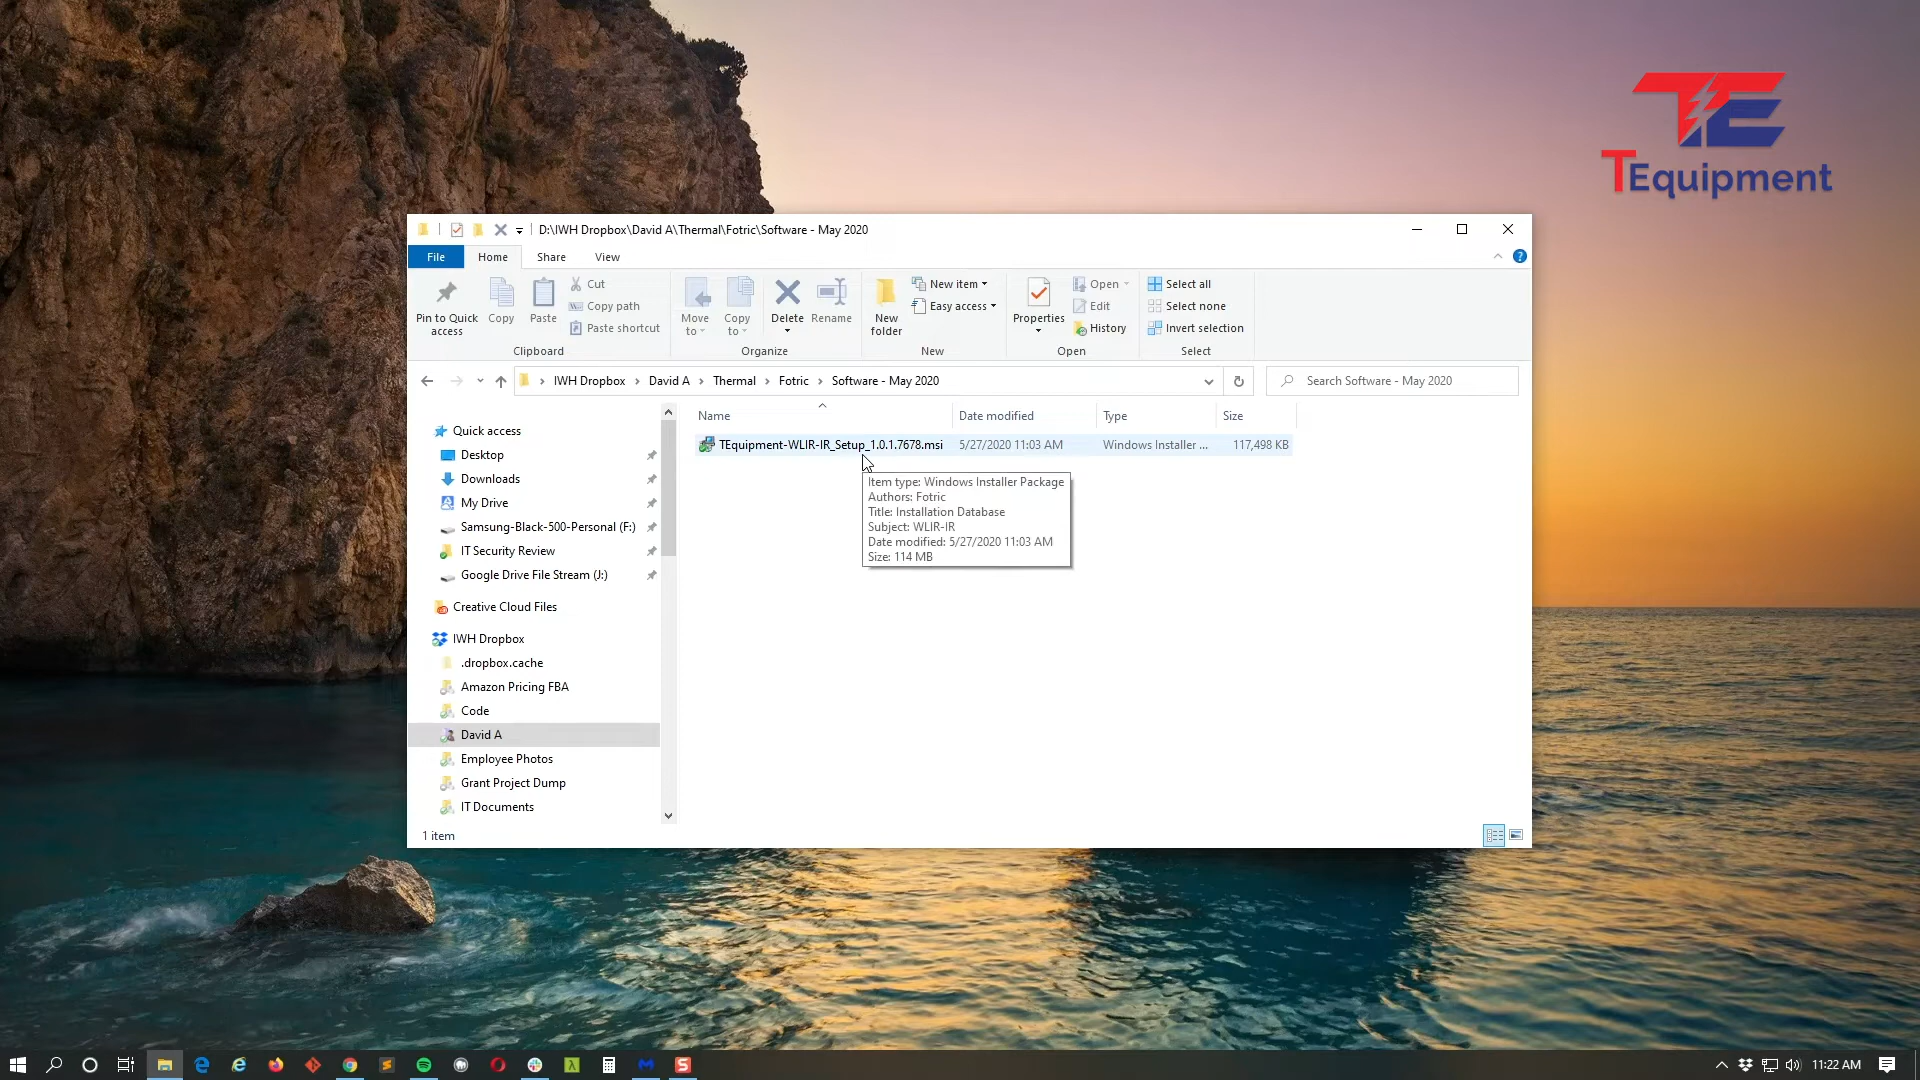 TEquipment
D:\IWH Dropbox\David A\Thermal\Fotric\Software - May 2020
File Home Share View
Pin to Quick access
Copy
Paste
Cut
Copy path
Paste shortcut
Clipboard
Move to
Copy to
Delete
Rename
Organize
New folder
New item
Easy access
New
Properties
Open
Edit
History
Open
Select all
Select none
Invert selection
Select
IWH Dropbox > David A > Thermal > Fotric > Software - May 2020
Search Software - May 2020
Quick access
Desktop
Downloads
My Drive
Samsung-Black-500-Personal (F:)
IT Security Review
Google Drive File Stream (J:)
Creative Cloud Files
IWH Dropbox
.dropbox.cache
Amazon Pricing FBA
Code
David A
Employee Photos
Grant Project Dump
IT Documents
Name Date modified Type Size
TEquipment-WLIR-IR_Setup_1.0.1.7678.msi 5/27/2020 11:03 AM Windows Installer ... 117,498 KB
Item type: Windows Installer Package
Authors: Fotric
Title: Installation Database
Subject: WLIR-IR
Date modified: 5/27/2020 11:03 AM
Size: 114 MB
1 item
11:22 AM